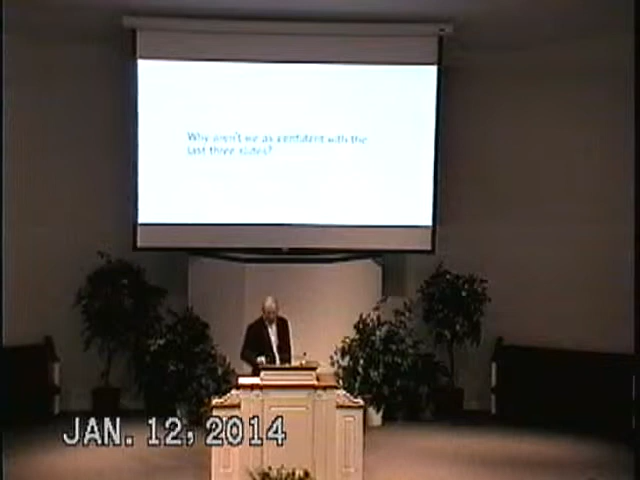 Why aren't we as confident with the
last three slides?
JAN. 12, 2014